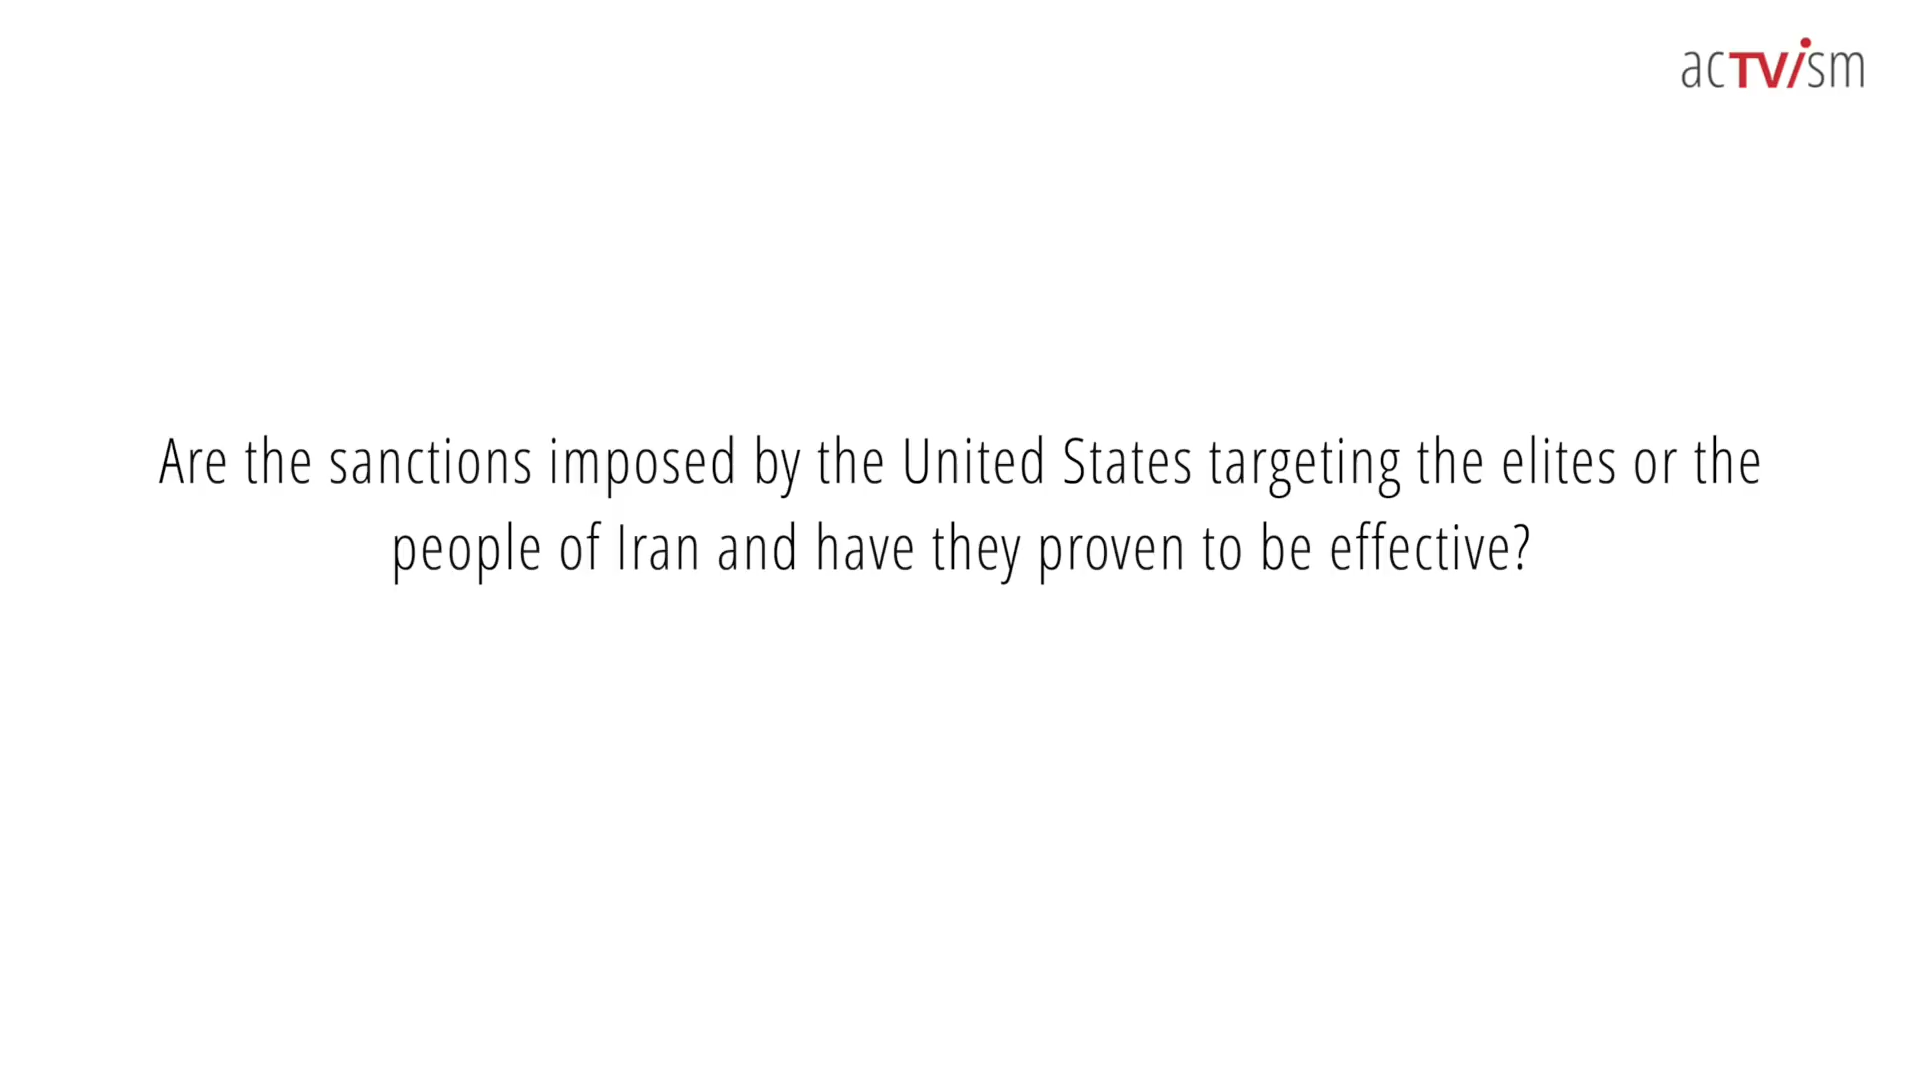 acTVism
Are the sanctions imposed by the United States targeting the elites or the
people of Iran and have they proven to be effective?